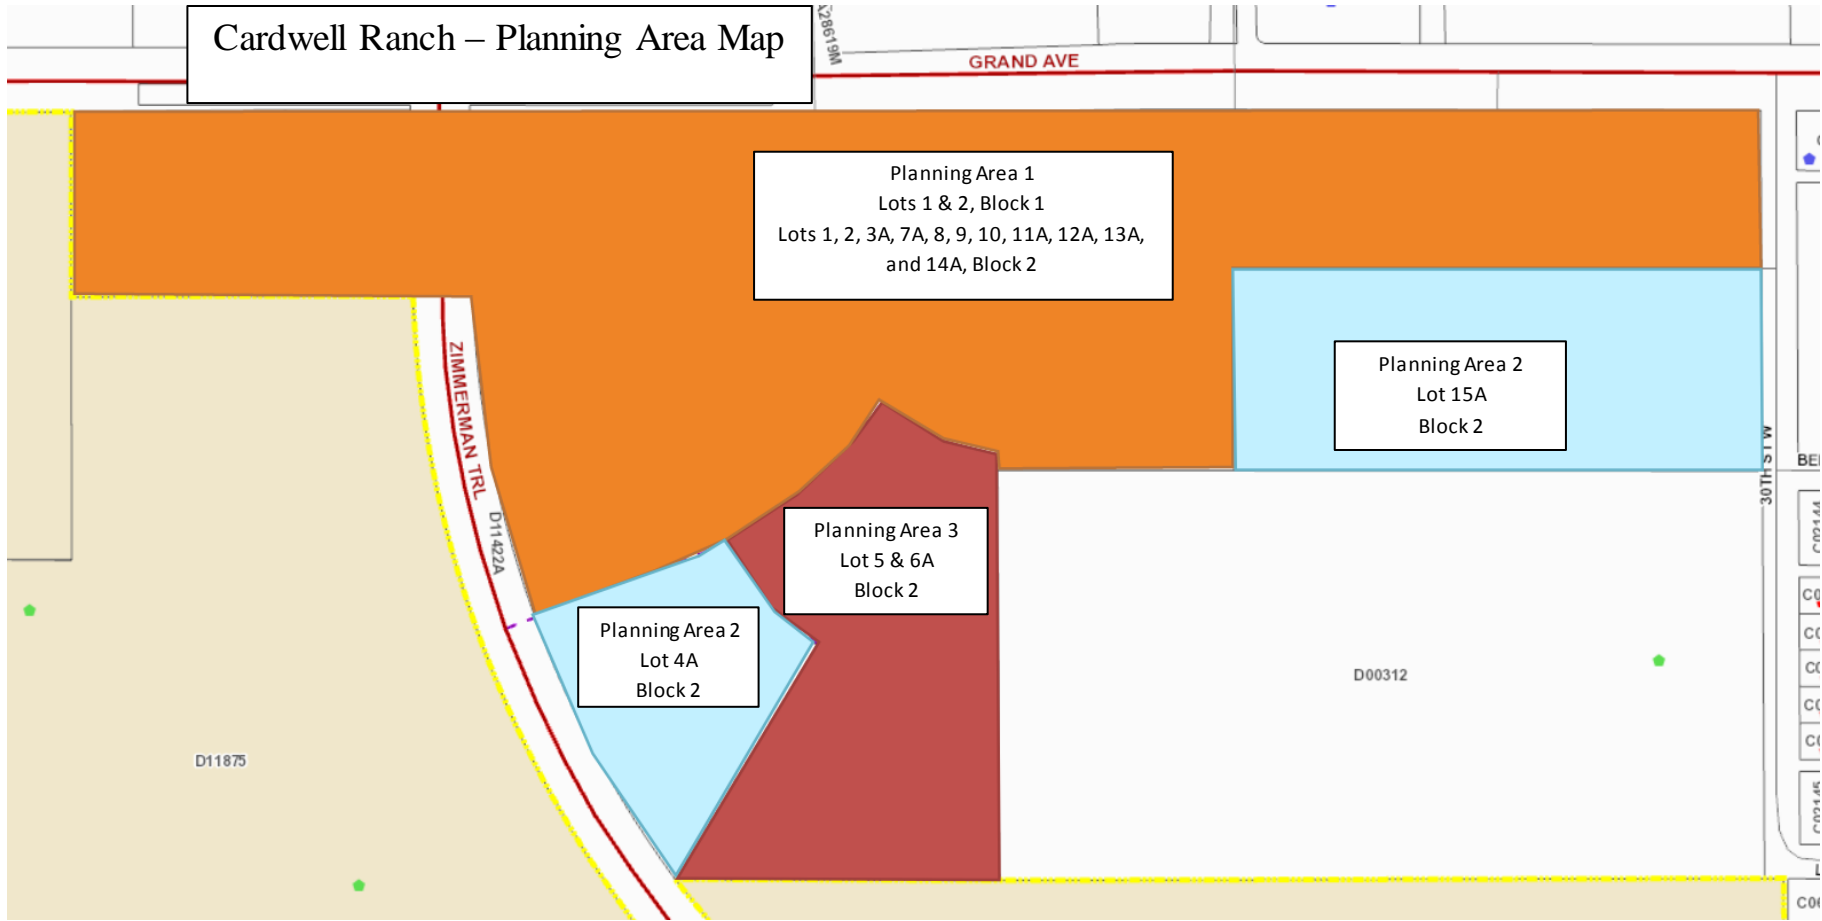 Cardwell Ranch – Planning Area Map
A28619M
GRAND AVE
Planning Area 1
Lots 1 & 2, Block 1
Lots 1, 2, 3A, 7A, 8, 9, 10, 11A, 12A, 13A,
and 14A, Block 2
Planning Area 2
Lot 15A
Block 2
ZIMMERMAN TRL
D11422A
30TH ST W
Planning Area 3
Lot 5 & 6A
Block 2
Planning Area 2
Lot 4A
Block 2
D00312
D11875
C02144
C02145